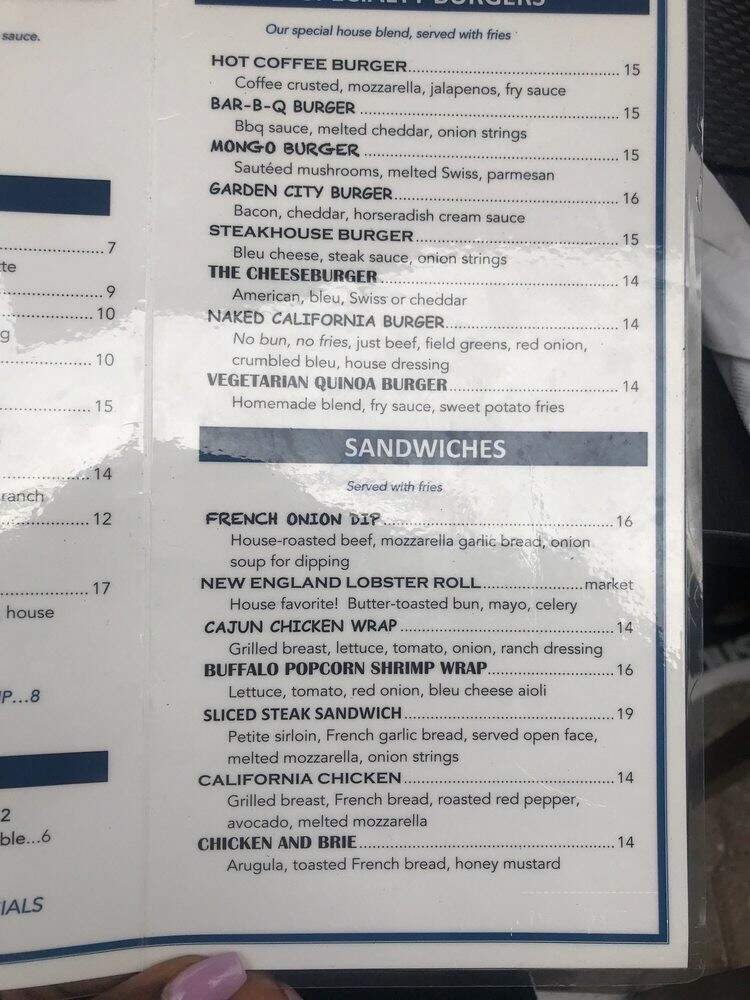 sauce.
7
te
9
10
g
10
15
14
ranch
12
17
house
P...8
2
ble...6
IALS
SPECIALTY BURGERS
Our special house blend, served with fries
HOT COFFEE BURGER 15
Coffee crusted, mozzarella, jalapenos, fry sauce
BAR-B-Q BURGER 15
Bbq sauce, melted cheddar, onion strings
MONGO BURGER 15
Sautéed mushrooms, melted Swiss, parmesan
GARDEN CITY BURGER 16
Bacon, cheddar, horseradish cream sauce
STEAKHOUSE BURGER 15
Bleu cheese, steak sauce, onion strings
THE CHEESEBURGER 14
American, bleu, Swiss or cheddar
NAKED CALIFORNIA BURGER 14
No bun, no fries, just beef, field greens, red onion,
crumbled bleu, house dressing
VEGETARIAN QUINOA BURGER 14
Homemade blend, fry sauce, sweet potato fries
SANDWICHES
Served with fries
FRENCH ONION DIP 16
House-roasted beef, mozzarella garlic bread, onion
soup for dipping
NEW ENGLAND LOBSTER ROLL market
House favorite! Butter-toasted bun, mayo, celery
CAJUN CHICKEN WRAP 14
Grilled breast, lettuce, tomato, onion, ranch dressing
BUFFALO POPCORN SHRIMP WRAP 16
Lettuce, tomato, red onion, bleu cheese aioli
SLICED STEAK SANDWICH 19
Petite sirloin, French garlic bread, served open face,
melted mozzarella, onion strings
CALIFORNIA CHICKEN 14
Grilled breast, French bread, roasted red pepper,
avocado, melted mozzarella
CHICKEN AND BRIE 14
Arugula, toasted French bread, honey mustard